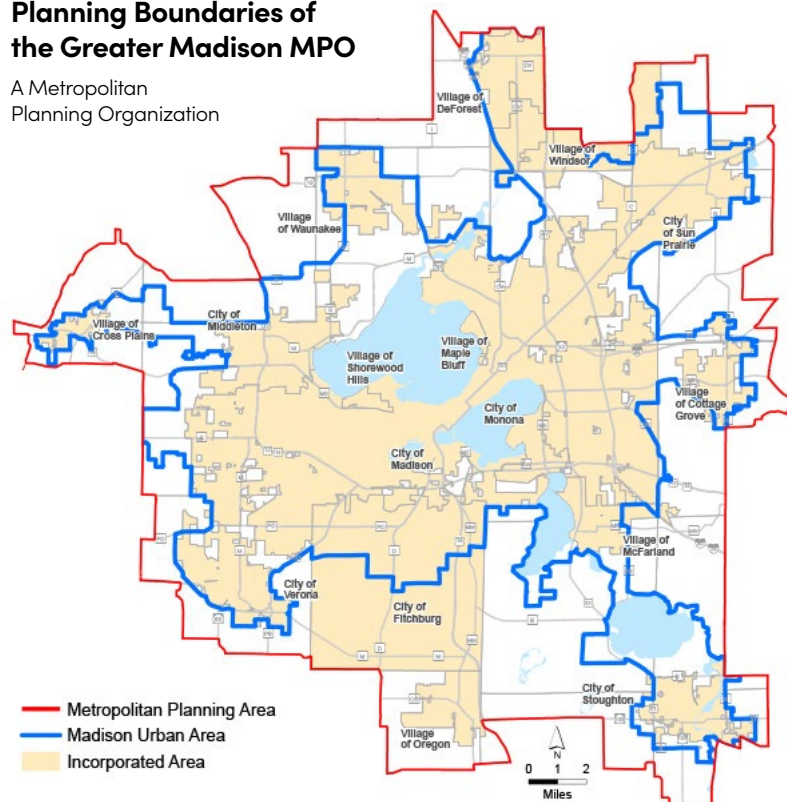 Planning Boundaries of
the Greater Madison MPO
A Metropolitan
Planning Organization
Village of
DeForest
Village of
Windsor
Village
of Waunakee
City
of Sun
Prairie
Village of
Cross Plains
City of
Middleton
Village of
Shorewood
Hills
Village of
Maple
Bluff
Village
of Cottage
Grove
City of
Monona
City of
Madison
Village of
McFarland
City of
Verona
City of
Fitchburg
City of
Stoughton
Village
of Oregon
Metropolitan Planning Area
Madison Urban Area
Incorporated Area
N
0 1 2
Miles